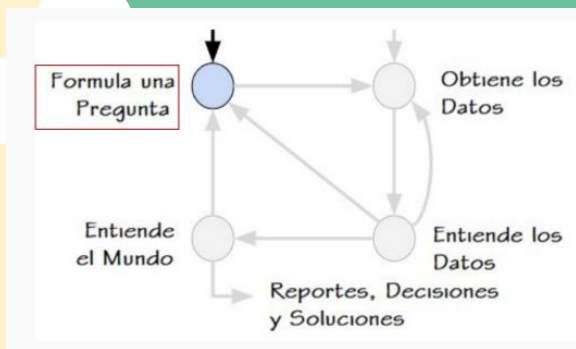 Formula una
Pregunta
Obtiene los
Datos
Entiende
el Mundo
Entiende los
Datos
Reportes, Decisiones
y Soluciones